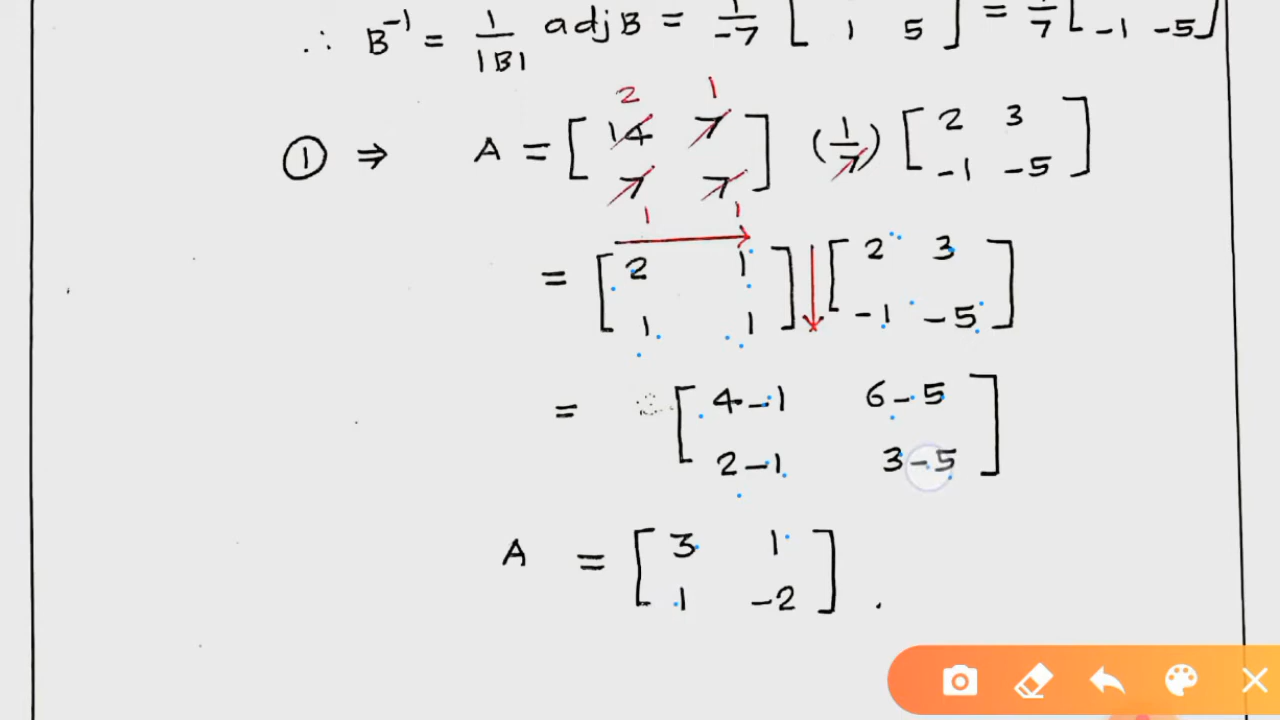 ∴ B⁻¹ = 1/|B| adj B = 1/-7 [ 1 5 ] = 1/7 [ -1 -5 ]
2 1
① ⇒ A = [ 14 7 ] (1/7) [ 2 3 ]
7 7 -1 -5
1 1
= [ 2 1 ] [ 2 3 ]
1 1 -1 -5
= [ 4-1 6-5 ]
2-1 3-5
A = [ 3 1 ]
1 -2 .